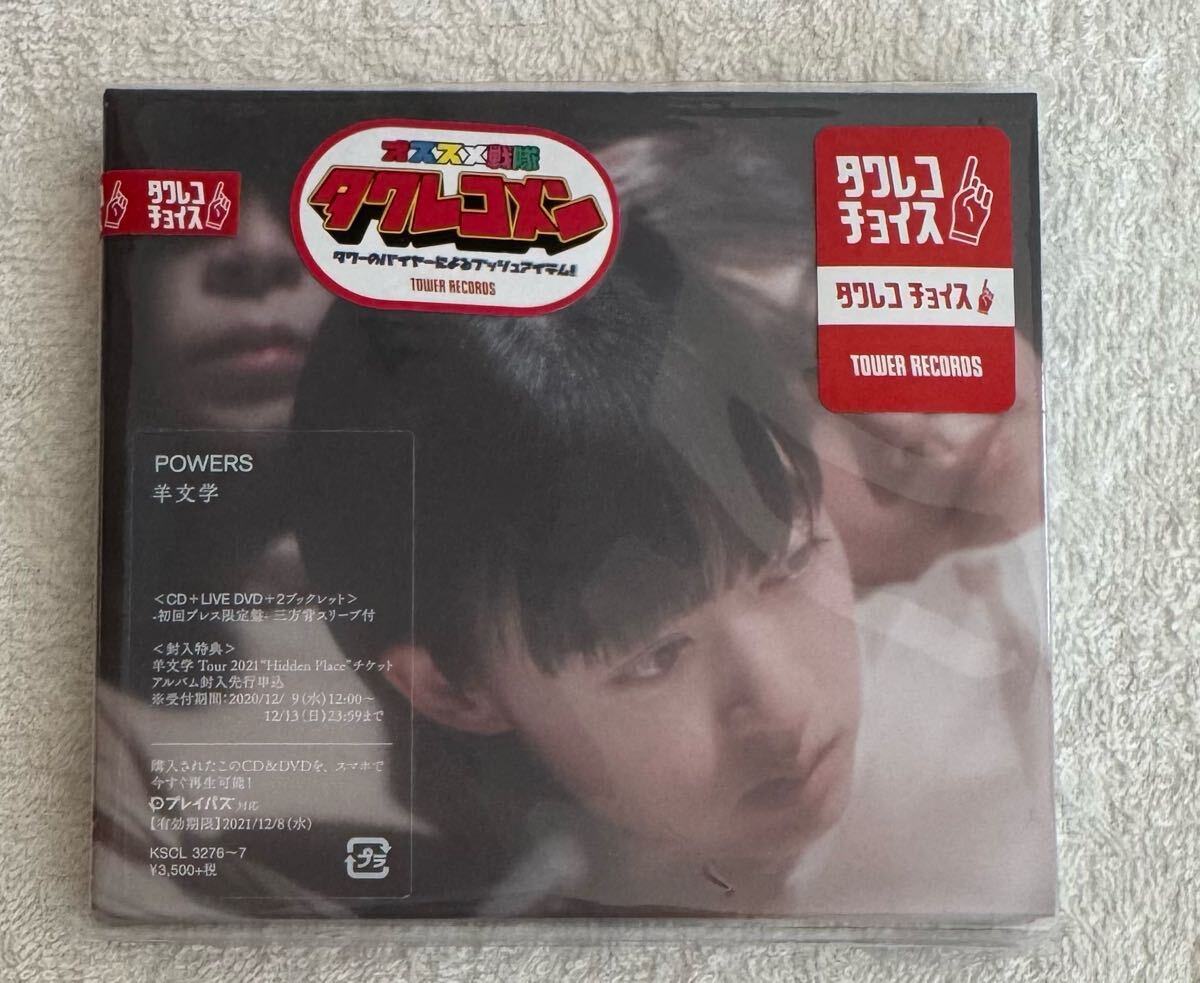 タワレコ
チョイス
オススメ戦隊
タワレコメン
タワーのバイヤーによるプッシュアイテム!
TOWER RECORDS
タワレコ
チョイス
タワレコ チョイス
TOWER RECORDS
POWERS
羊文学
<CD+LIVE DVD+2ブックレット>
-初回プレス限定盤- 三方背スリーブ付
<封入特典>
羊文学 Tour 2021"Hidden Place"チケット
アルバム封入先行申込
※受付期間:2020/12/ 9(水)12:00~
12/13(日)23:59まで
購入されたこのCD&DVDを、スマホで
今すぐ再生可能!
プレイパス対応
【有効期限】2021/12/8(水)
KSCL 3276~7
¥3,500+税
プラ